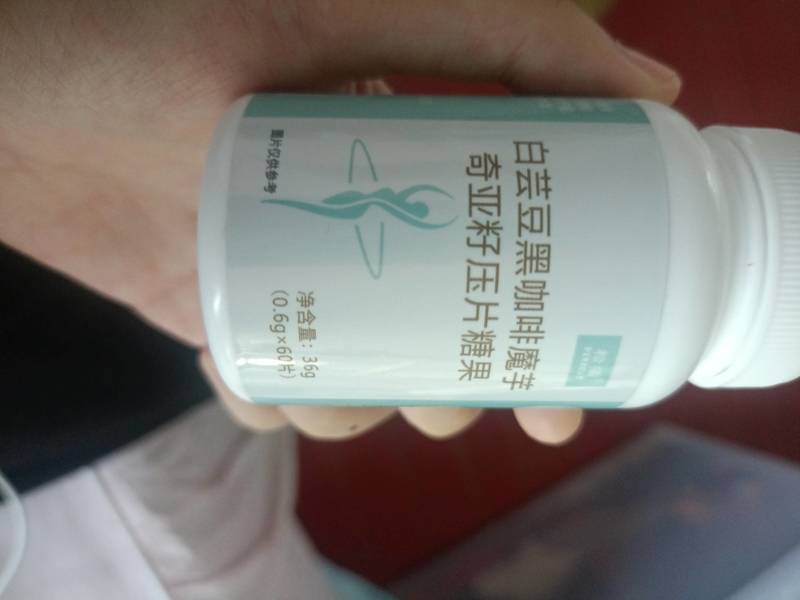 白芸豆黑咖啡魔芋
奇亚籽压片糖果
净含量：36g
(0.6g×60片)
图片仅供参考